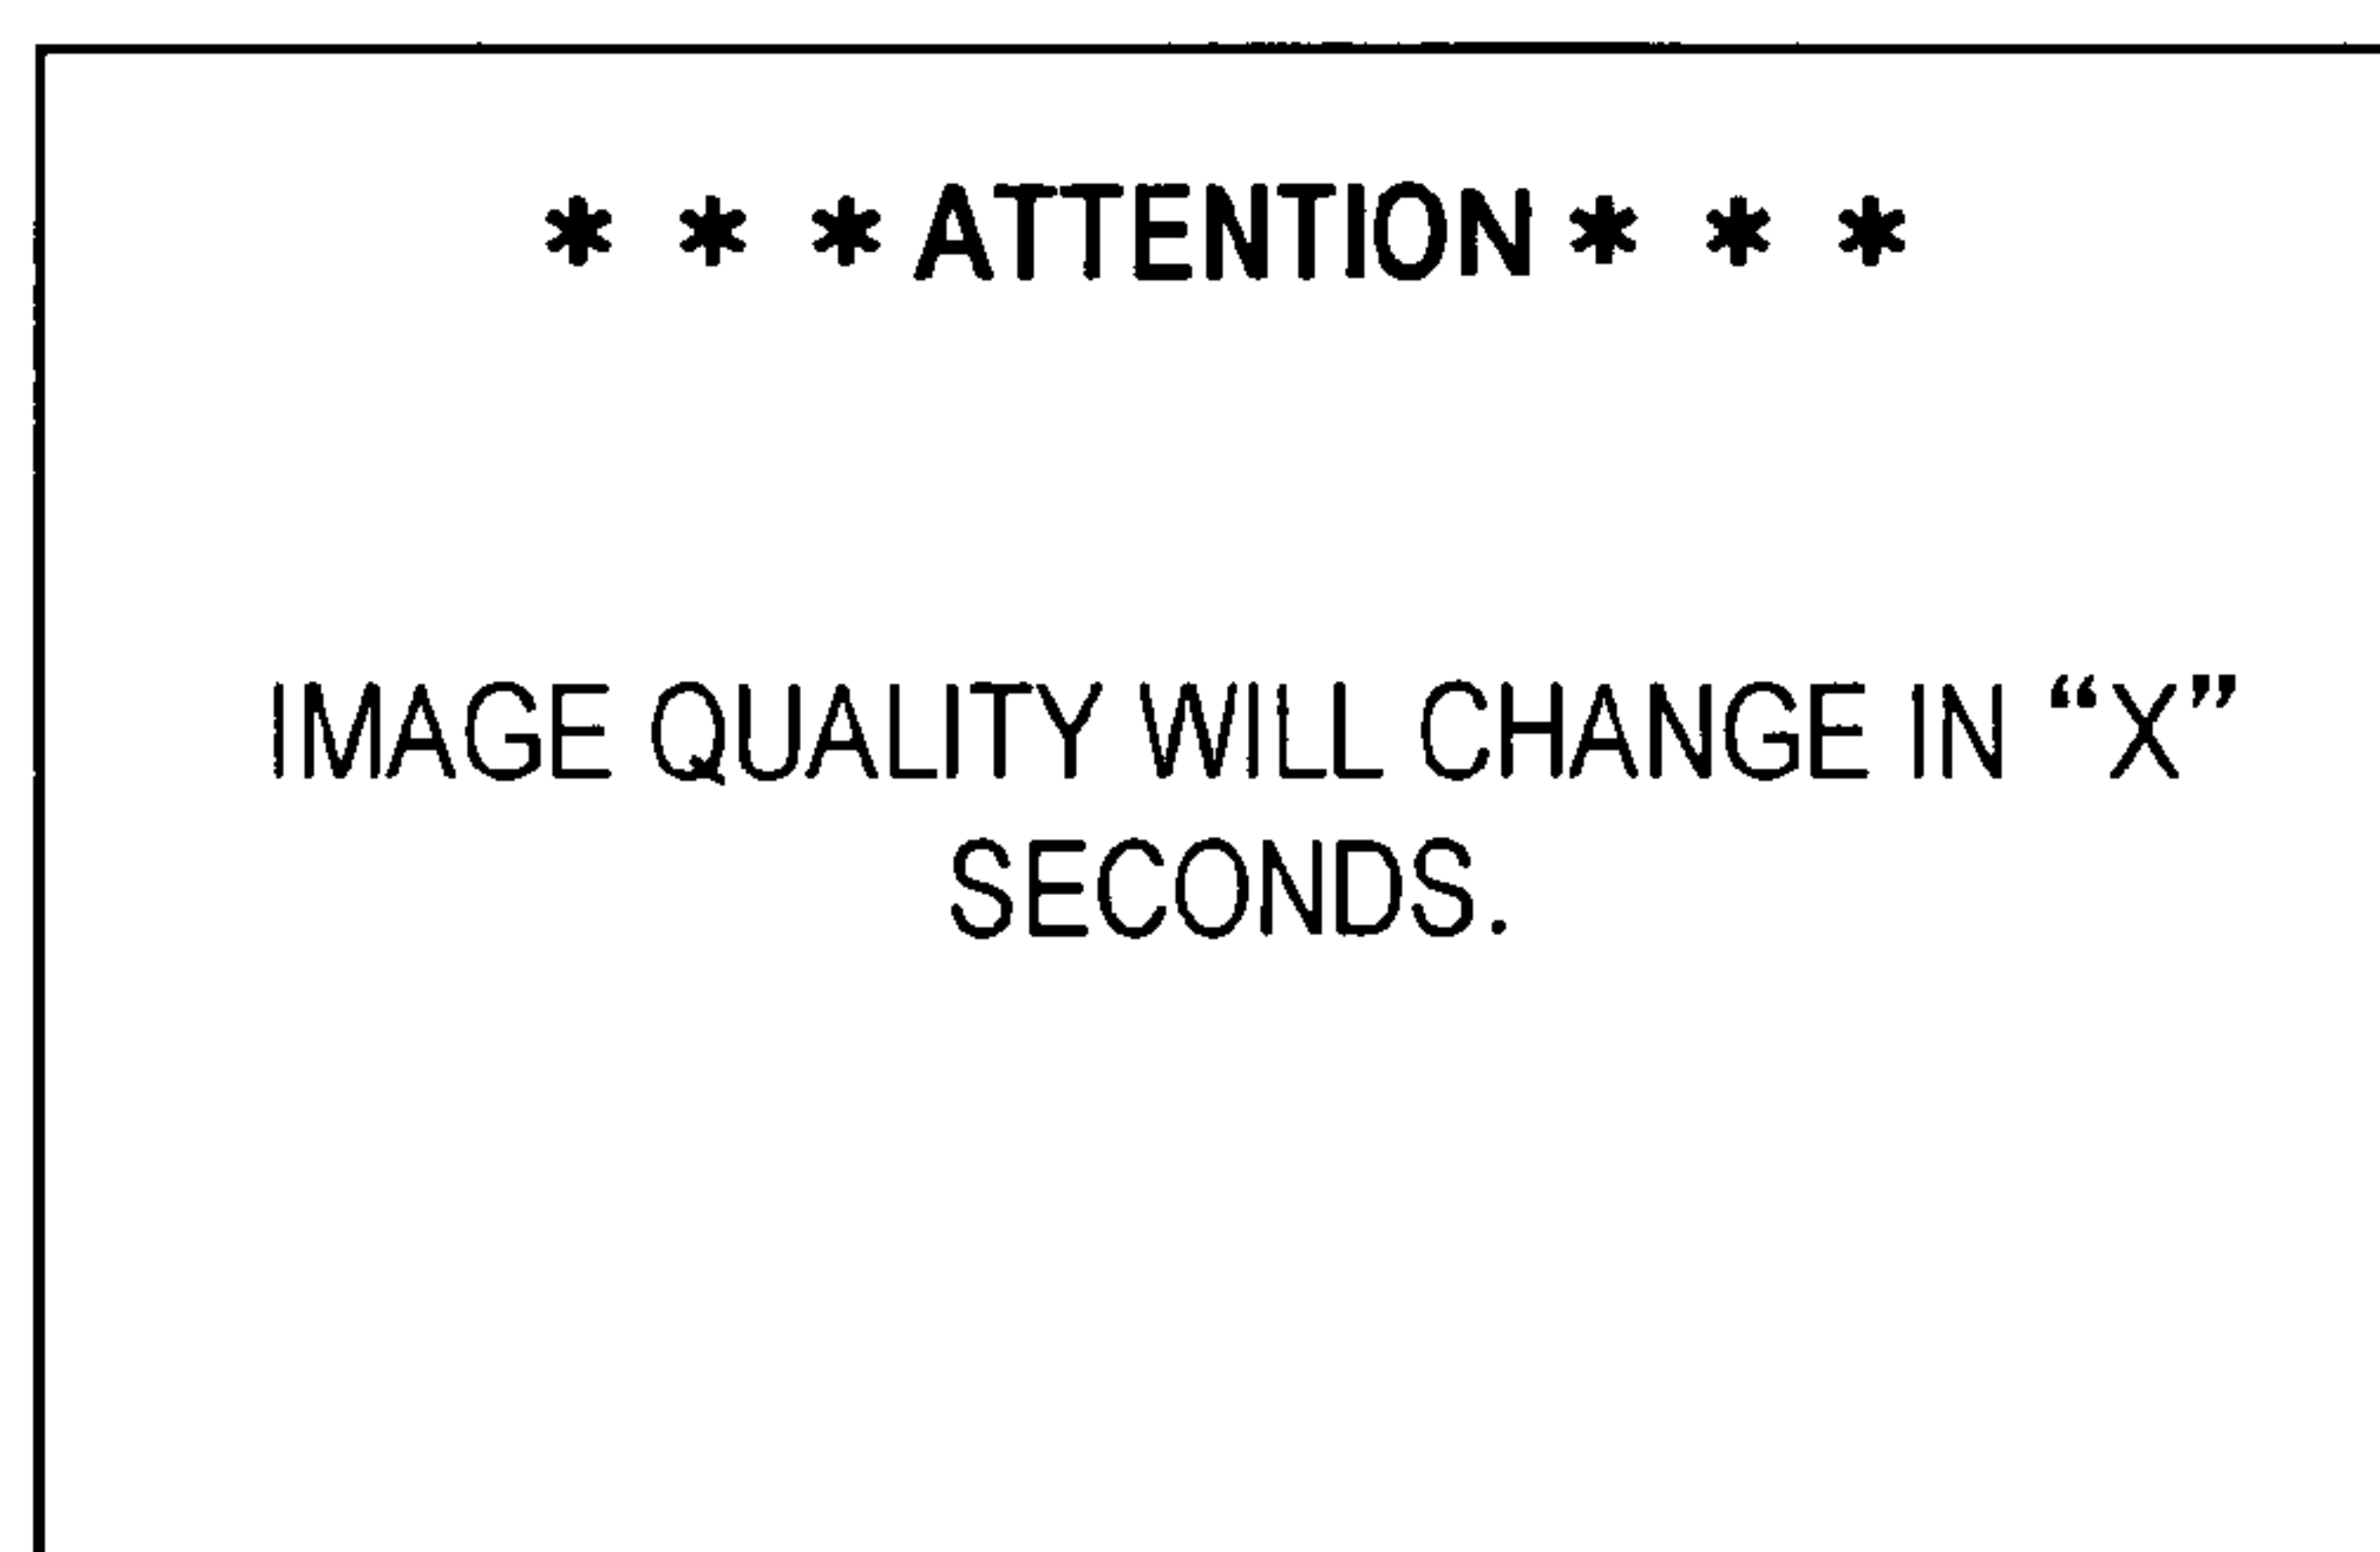 * * * ATTENTION * * *
IMAGE QUALITY WILL CHANGE IN “X”
SECONDS.